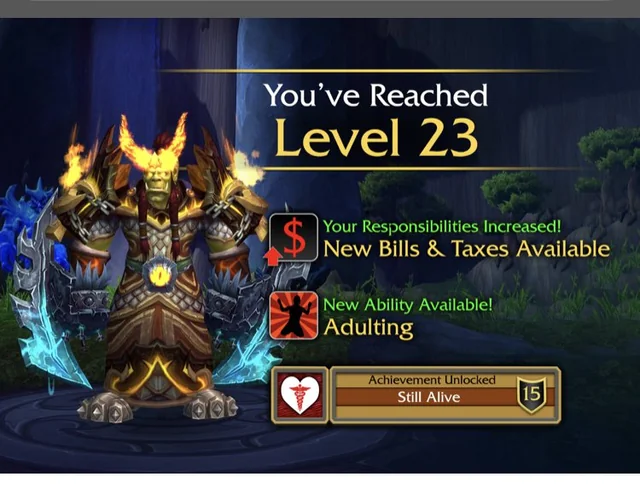 You've Reached
Level 23
$
Your Responsibilities Increased!
New Bills & Taxes Available
New Ability Available!
Adulting
Achievement Unlocked
Still Alive
15